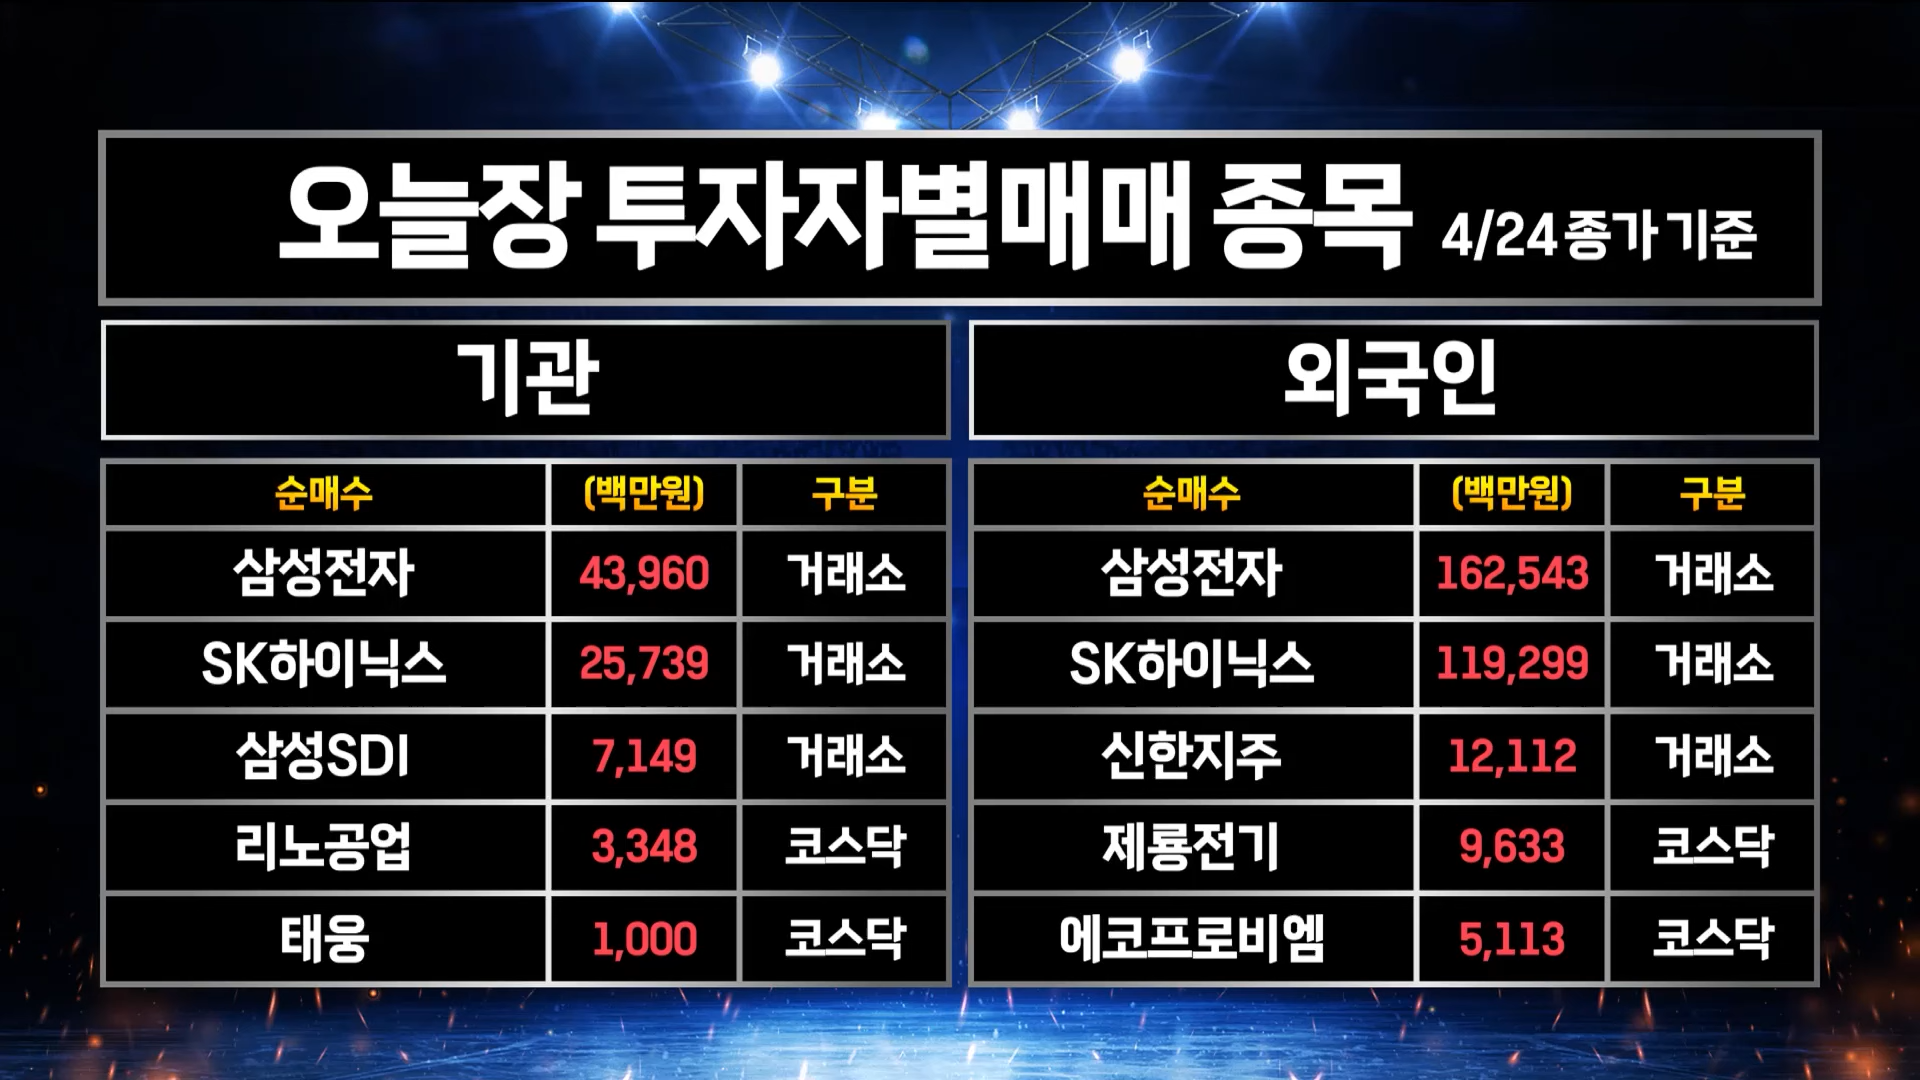 오늘장 투자자별매매 종목 4/24 종가 기준
기관
순매수 (백만원) 구분
삼성전자 43,960 거래소
SK하이닉스 25,739 거래소
삼성SDI 7,149 거래소
리노공업 3,348 코스닥
태웅 1,000 코스닥
외국인
순매수 (백만원) 구분
삼성전자 162,543 거래소
SK하이닉스 119,299 거래소
신한지주 12,112 거래소
제룡전기 9,633 코스닥
에코프로비엠 5,113 코스닥